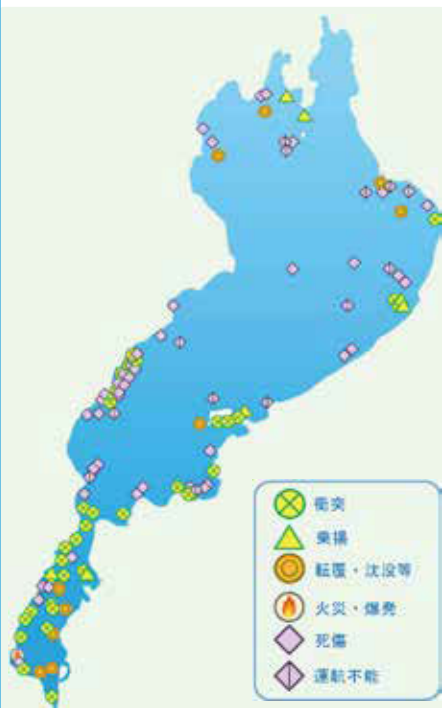 衝突
乗揚
転覆・沈没等
火災・爆発
死傷
運航不能